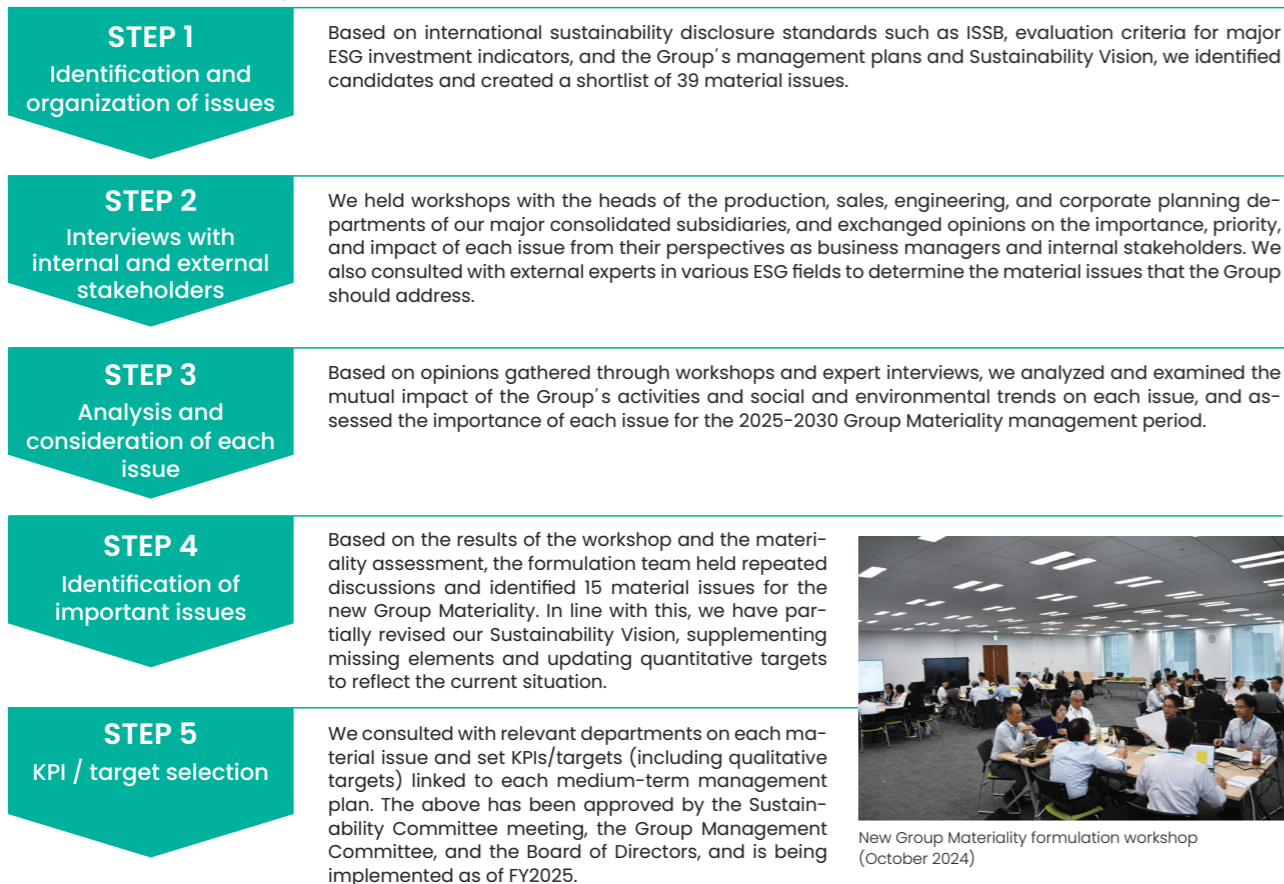 STEP 1
Identification and
organization of issues
Based on international sustainability disclosure standards such as ISSB, evaluation criteria for major
ESG investment indicators, and the Group's management plans and Sustainability Vision, we identified
candidates and created a shortlist of 39 material issues.
STEP 2
Interviews with
internal and external
stakeholders
We held workshops with the heads of the production, sales, engineering, and corporate planning de-
partments of our major consolidated subsidiaries, and exchanged opinions on the importance, priority,
and impact of each issue from their perspectives as business managers and internal stakeholders. We
also consulted with external experts in various ESG fields to determine the material issues that the Group
should address.
STEP 3
Analysis and
consideration of each
issue
Based on opinions gathered through workshops and expert interviews, we analyzed and examined the
mutual impact of the Group's activities and social and environmental trends on each issue, and as-
sessed the importance of each issue for the 2025-2030 Group Materiality management period.
STEP 4
Identification of
important issues
Based on the results of the workshop and the materi-
ality assessment, the formulation team held repeated
discussions and identified 15 material issues for the
new Group Materiality. In line with this, we have par-
tially revised our Sustainability Vision, supplementing
missing elements and updating quantitative targets
to reflect the current situation.
STEP 5
KPI / target selection
We consulted with relevant departments on each ma-
terial issue and set KPIs/targets (including qualitative
targets) linked to each medium-term management
plan. The above has been approved by the Sustain-
ability Committee meeting, the Group Management
Committee, and the Board of Directors, and is being
implemented as of FY2025.
New Group Materiality formulation workshop
(October 2024)